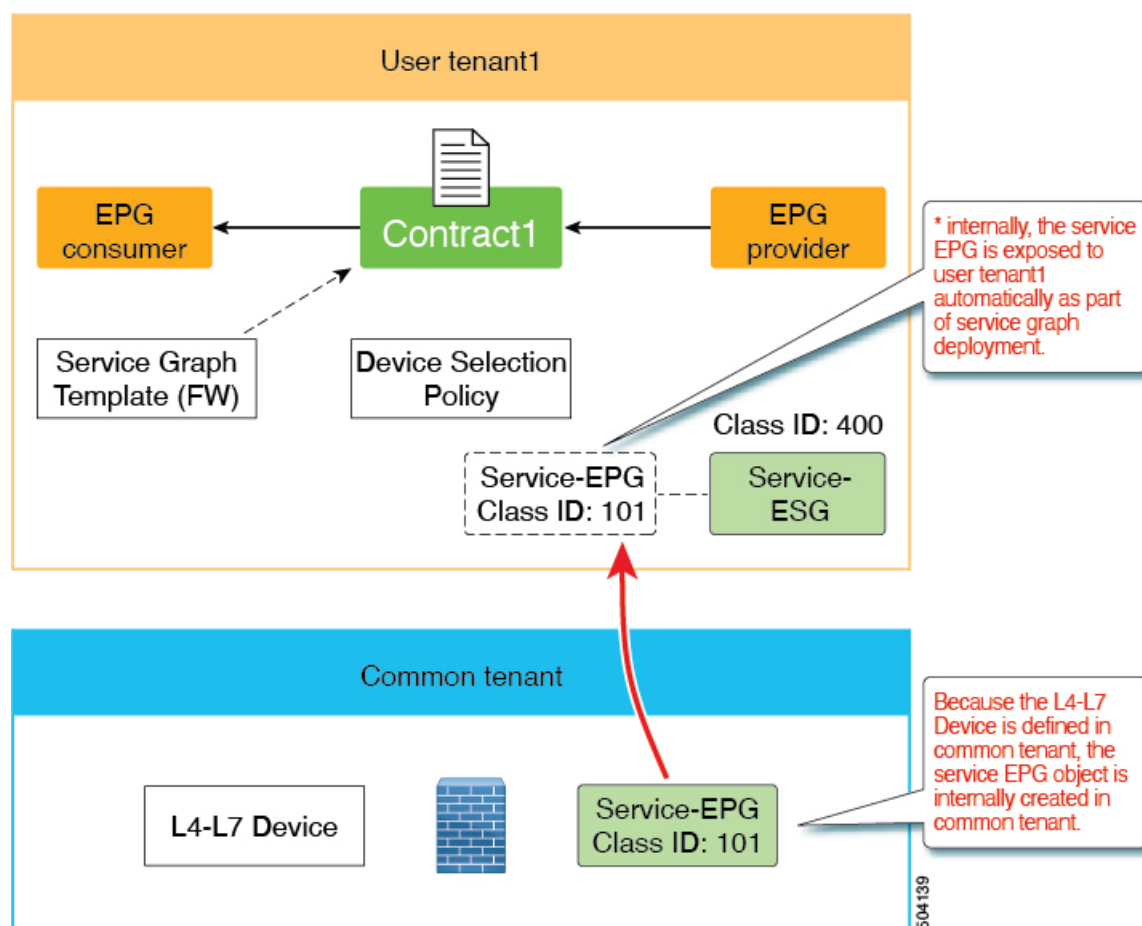 User tenant1
EPG
consumer
Contract1
EPG
provider
* internally, the service
EPG is exposed to
user tenant1
automatically as part
of service graph
deployment.
Service Graph
Template (FW)
Device Selection
Policy
Class ID: 400
Service-EPG
Class ID: 101
Service-
ESG
Common tenant
L4-L7 Device
Service-EPG
Class ID: 101
Because the L4-L7
Device is defined in
common tenant, the
service EPG object is
internally created in
common tenant.
504139